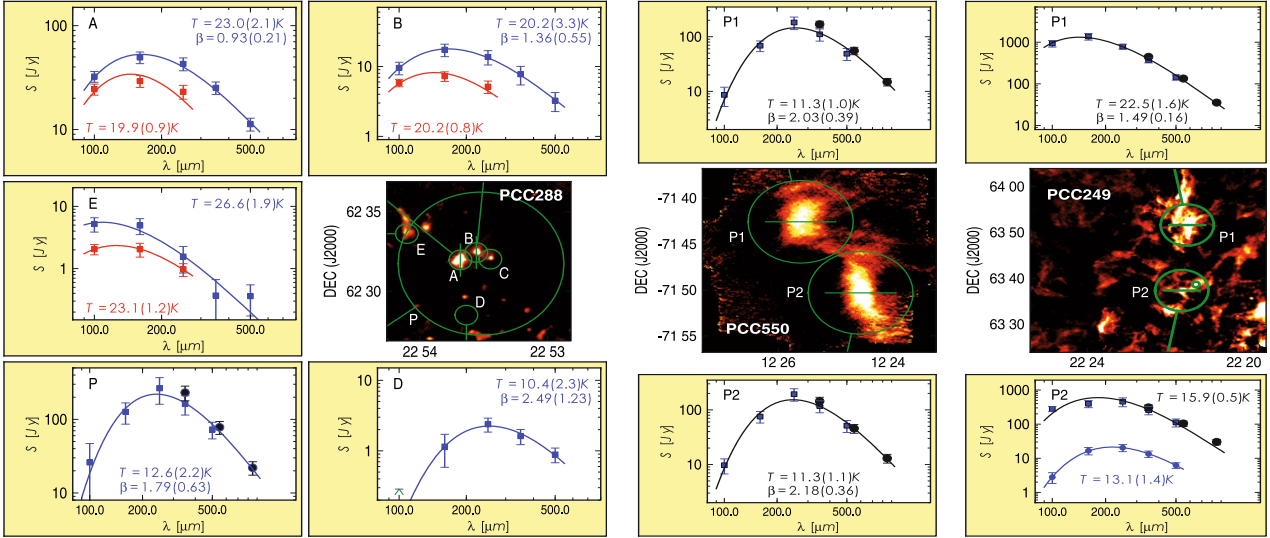 A
T = 23.0(2.1)K
β = 0.93(0.21)
T = 19.9(0.9)K
S [Jy]
100
10
100.0 200.0 500.0
λ [μm]
B
T = 20.2(3.3)K
β = 1.36(0.55)
T = 20.2(0.8)K
S [Jy]
10
1
100.0 200.0 500.0
λ [μm]
P1
T = 11.3(1.0)K
β = 2.03(0.39)
S [Jy]
100
10
100.0 200.0 500.0
λ [μm]
P1
T = 22.5(1.6)K
β = 1.49(0.16)
S [Jy]
1000
100
10
100.0 200.0 500.0
λ [μm]
E
T = 26.6(1.9)K
T = 23.1(1.2)K
S [Jy]
10
1
100.0 200.0 500.0
λ [μm]
PCC288
DEC (J2000)
62 35
62 30
E
B
A
C
D
P
22 54 22 53
DEC (J2000)
-71 40
-71 45
-71 50
-71 55
P1
P2
PCC550
12 26 12 24
PCC249
DEC (J2000)
64 00
63 50
63 40
63 30
P1
P2
22 24 22 20
P
T = 12.6(2.2)K
β = 1.79(0.63)
S [Jy]
100
10
100.0 200.0 500.0
λ [μm]
D
T = 10.4(2.3)K
β = 2.49(1.23)
S [Jy]
10
1
100.0 200.0 500.0
λ [μm]
P2
T = 11.3(1.1)K
β = 2.18(0.36)
S [Jy]
100
10
100.0 200.0 500.0
λ [μm]
P2
T = 15.9(0.5)K
T = 13.1(1.4)K
S [Jy]
1000
100
10
1
100.0 200.0 500.0
λ [μm]